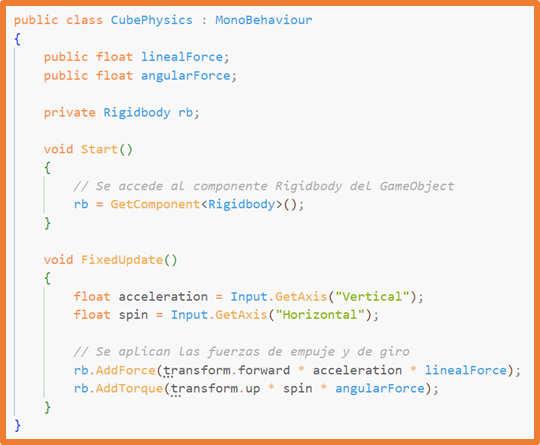 public class CubePhysics : MonoBehaviour
{
    public float linealForce;
    public float angularForce;

    private Rigidbody rb;

    void Start()
    {
        // Se accede al componente Rigidbody del GameObject
        rb = GetComponent<Rigidbody>();
    }

    void FixedUpdate()
    {
        float acceleration = Input.GetAxis("Vertical");
        float spin = Input.GetAxis("Horizontal");

        // Se aplican las fuerzas de empuje y de giro
        rb.AddForce(transform.forward * acceleration * linealForce);
        rb.AddTorque(transform.up * spin * angularForce);
    }
}